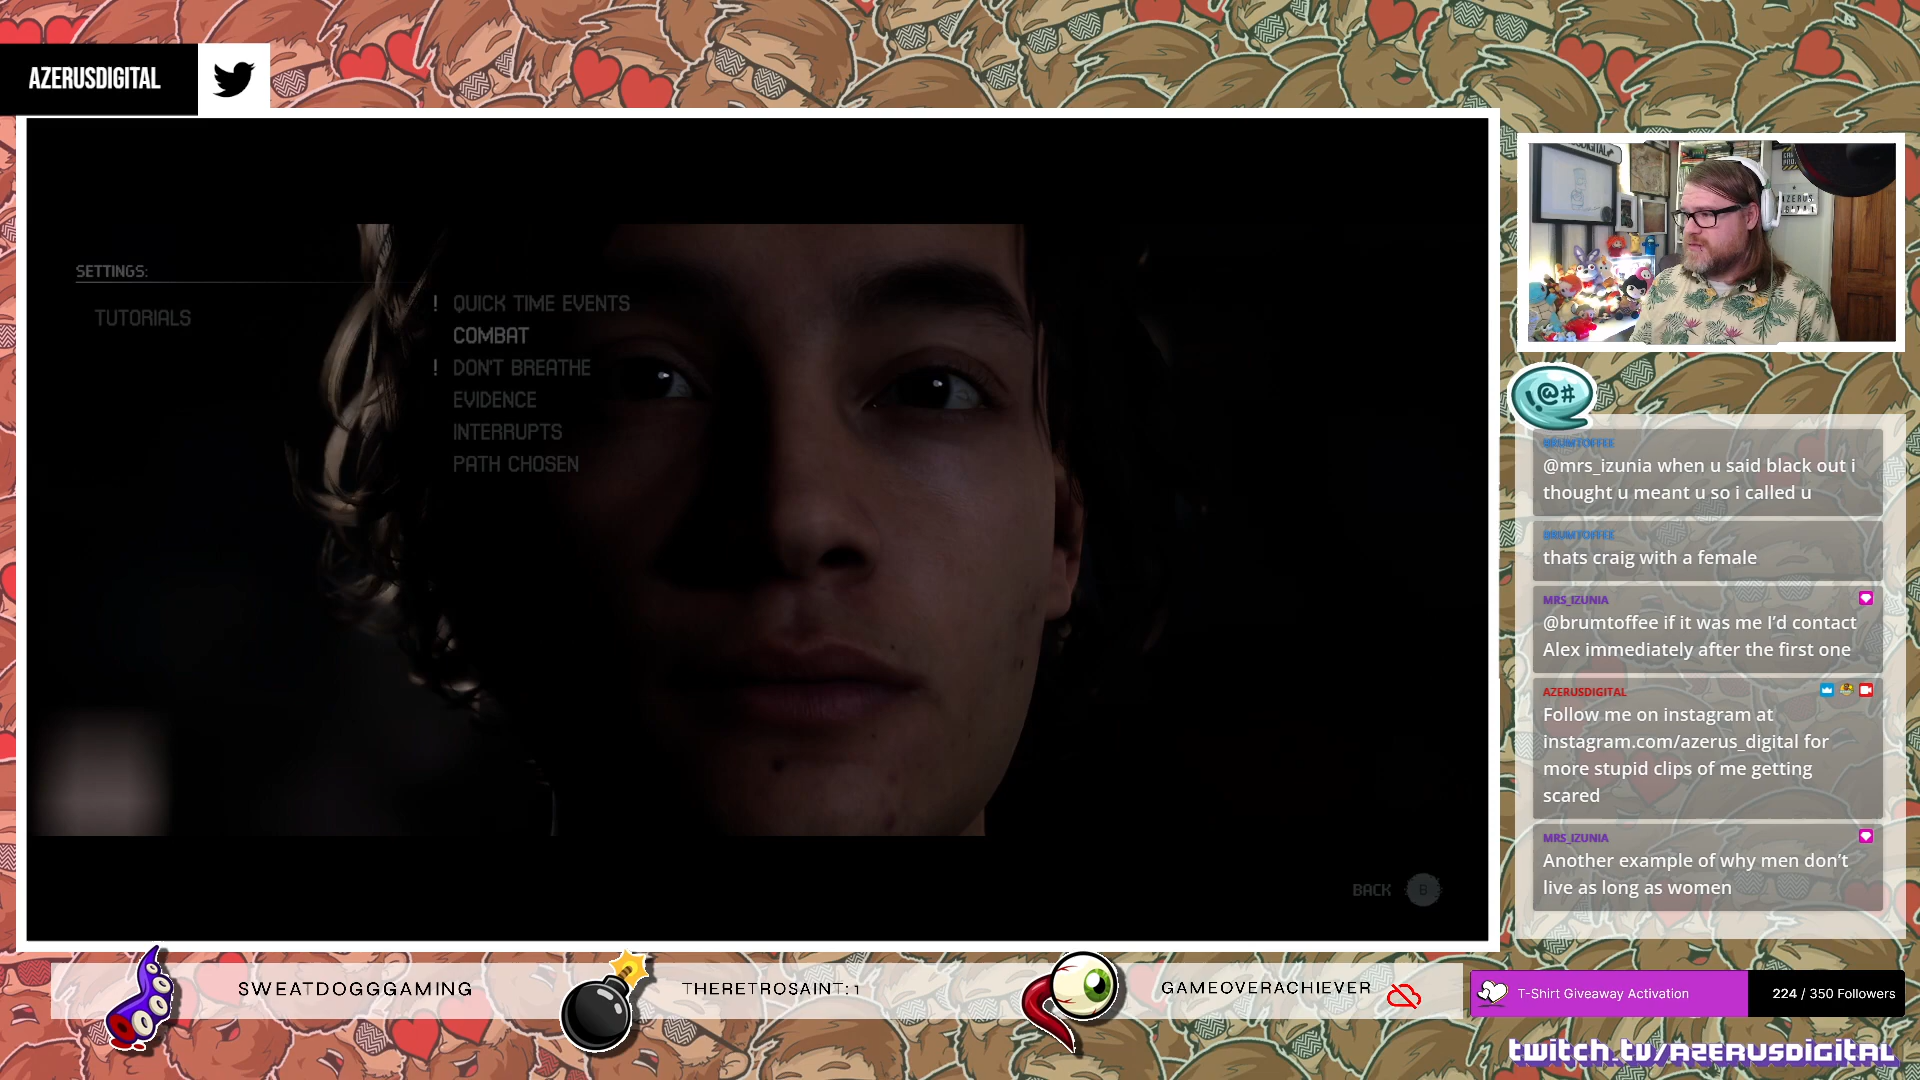 AZERUSDIGITAL
SETTINGS:
TUTORIALS
! QUICK TIME EVENTS
COMBAT
! DON'T BREATHE
EVIDENCE
INTERRUPTS
PATH CHOSEN
BACK B
!@#
BRUMTOFFEE
@mrs_izunia when u said black out i
thought u meant u so i called u
BRUMTOFFEE
thats craig with a female
MRS_IZUNIA
@brumtoffee if it was me I’d contact
Alex immediately after the first one
AZERUSDIGITAL
Follow me on instagram at
instagram.com/azerus_digital for
more stupid clips of me getting
scared
MRS_IZUNIA
Another example of why men don’t
live as long as women
SWEATDOGGGAMING
THERETROSAINT: 1
GAMEOVERACHIEVER
T-Shirt Giveaway Activation
224 / 350 Followers
twitch.tv/AZERUSDIGITAL